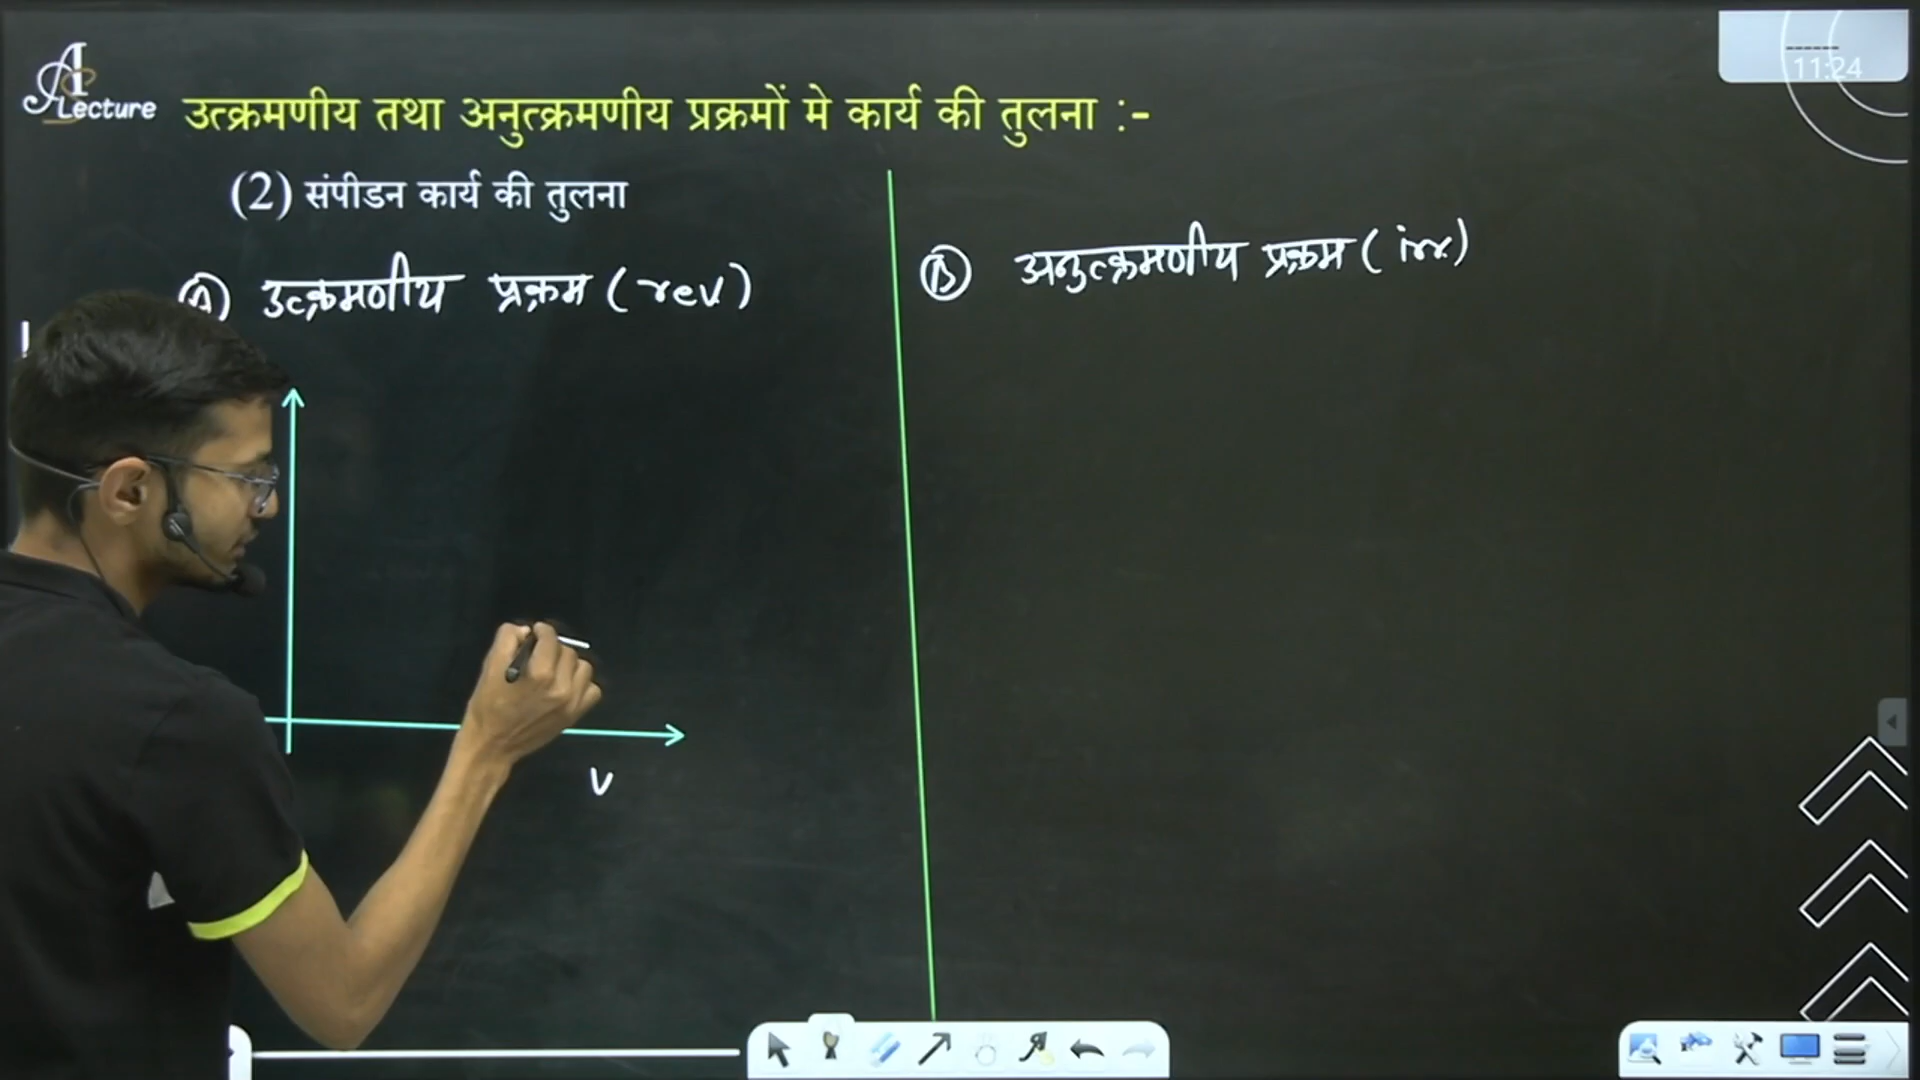 AS Lecture
11:24
उत्क्रमणीय तथा अनुत्क्रमणीय प्रक्रमों मे कार्य की तुलना :-
(2) संपीडन कार्य की तुलना
(A) उत्क्रमणीय प्रक्रम (rev)
(B) अनुत्क्रमणीय प्रक्रम (irr)
V